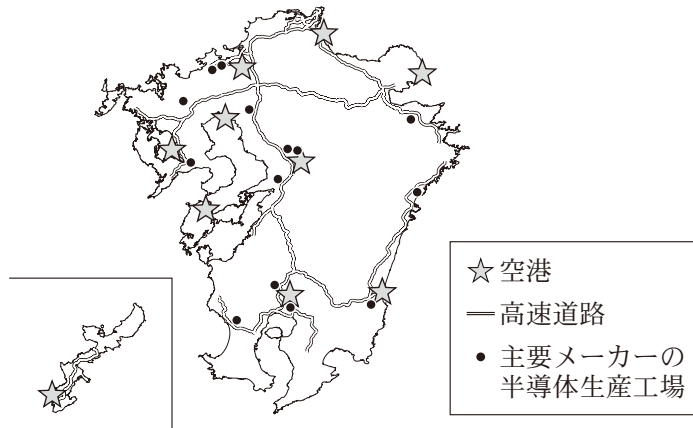 空港
高速道路
主要メーカーの
半導体生産工場